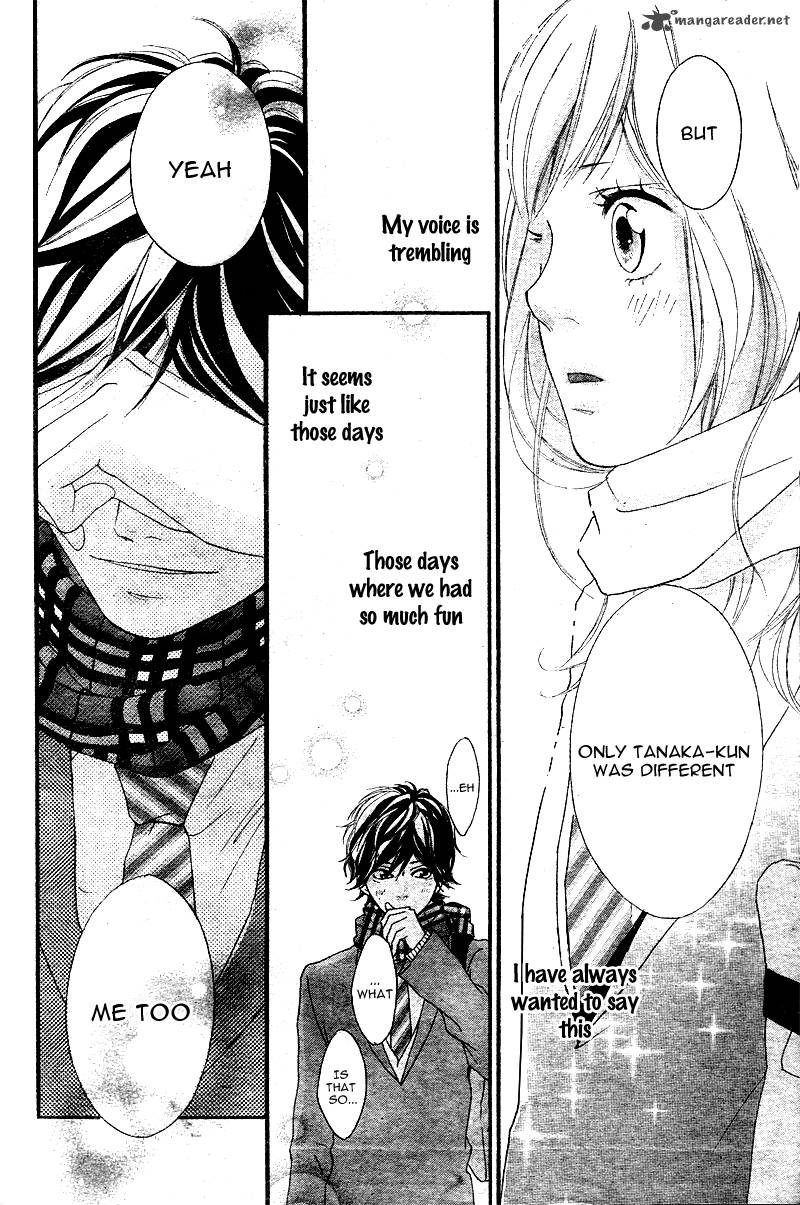 mangareader.net
BUT
ONLY TANAKA-KUN
WAS DIFFERENT
I have always
wanted to say
this
My voice is
trembling
It seems
just like
those days
Those days
where we had
so much fun
...EH
...
WHAT
IS
THAT
SO...
YEAH
ME TOO